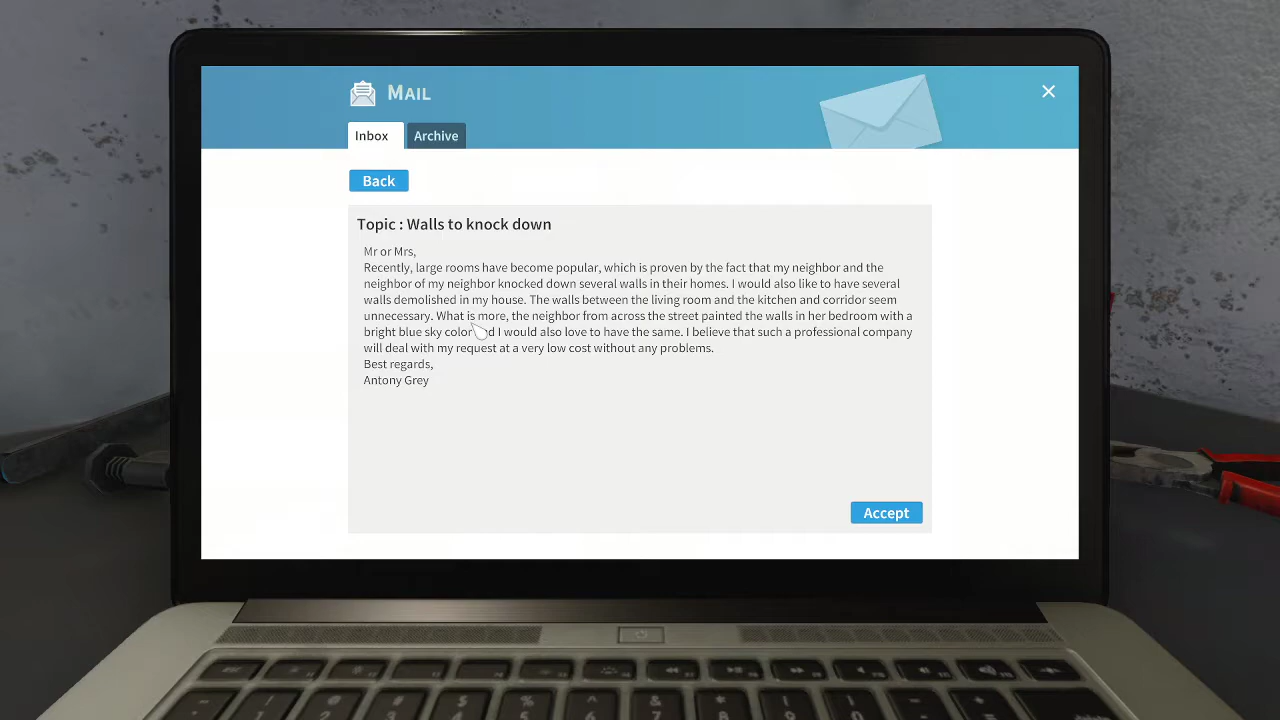 MAIL
Inbox
Archive
Back
Topic : Walls to knock down
Mr or Mrs,
Recently, large rooms have become popular, which is proven by the fact that my neighbor and the
neighbor of my neighbor knocked down several walls in their homes. I would also like to have several
walls demolished in my house. The walls between the living room and the kitchen and corridor seem
unnecessary. What is more, the neighbor from across the street painted the walls in her bedroom with a
bright blue sky color and I would also love to have the same. I believe that such a professional company
will deal with my request at a very low cost without any problems.
Best regards,
Antony Grey
Accept